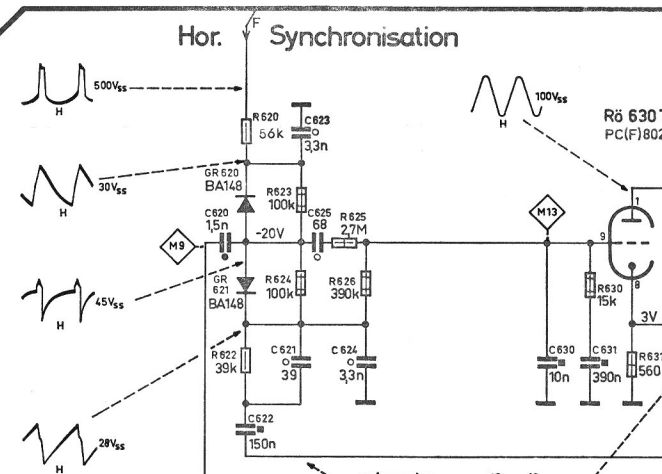 F
Hor. Synchronisation
500Vss
H
100Vss
H
R620
56k
C623
3,3n
Rö 630
PC(F)802
30Vss
H
GR 620
BA148
R623
100k
1
C620
1,5n
C625
68
R 625
2,7M
M13
M9
-20V
9
45Vss
H
GR
621
BA148
R624
100k
R626
390k
R630
15k
8
3V
R622
39k
C621
39
C624
3,3n
C630
10n
C631
390n
R631
560
28Vss
H
C622
150n